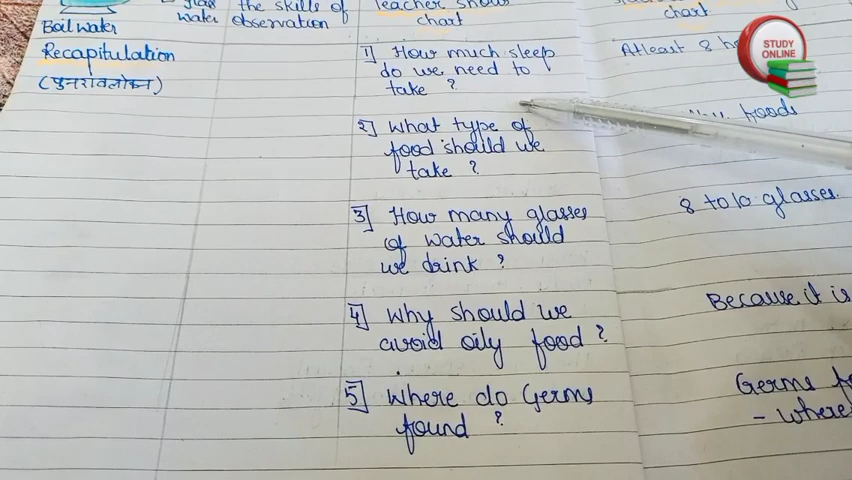 glass the skills of Teacher show
water observation chart chart
Boil water
Recapitulation
(पुनरावलोकन)
1] How much sleep
do we need to
take ?
Atleast 8
STUDY
ONLINE
2] What type of
food should we
take ?
foods
3] How many glasses
of water should
we drink ?
8 to 10 glasses.
4] Why should we
avoid oily food ?
Because it is
5] Where do Germs
found ?
Germs
- where